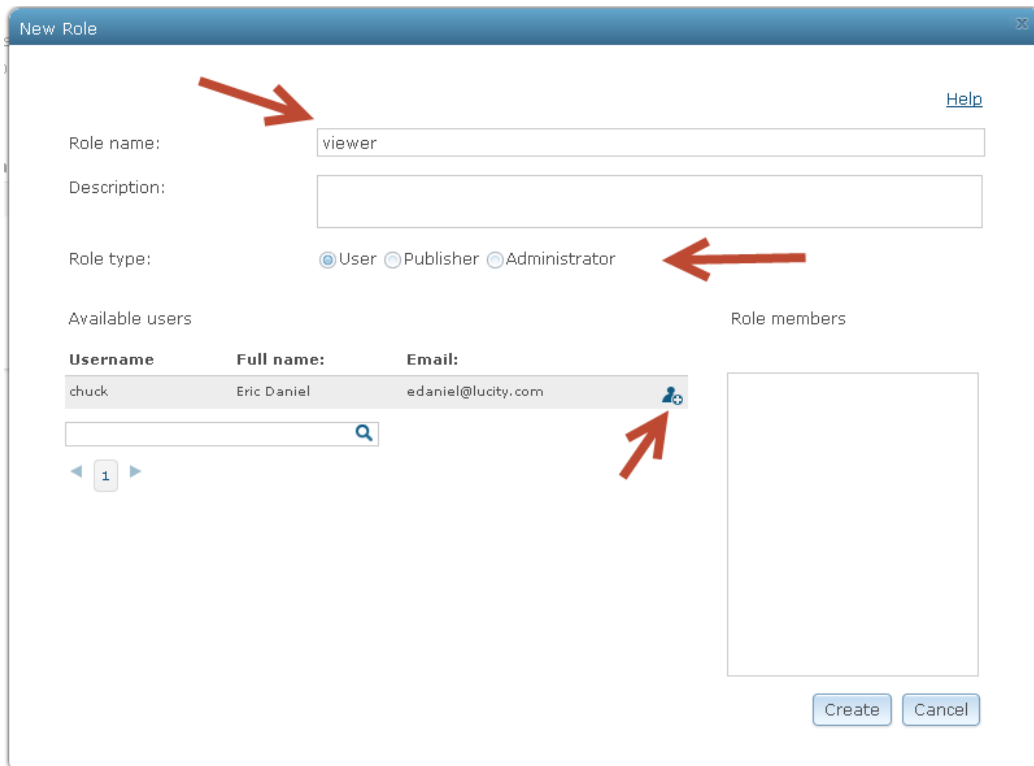 New Role
Help
Role name:
viewer
Description:
Role type:
User Publisher Administrator
Available users
Role members
Username Full name: Email:
chuck Eric Daniel edaniel@lucity.com
1
Create Cancel